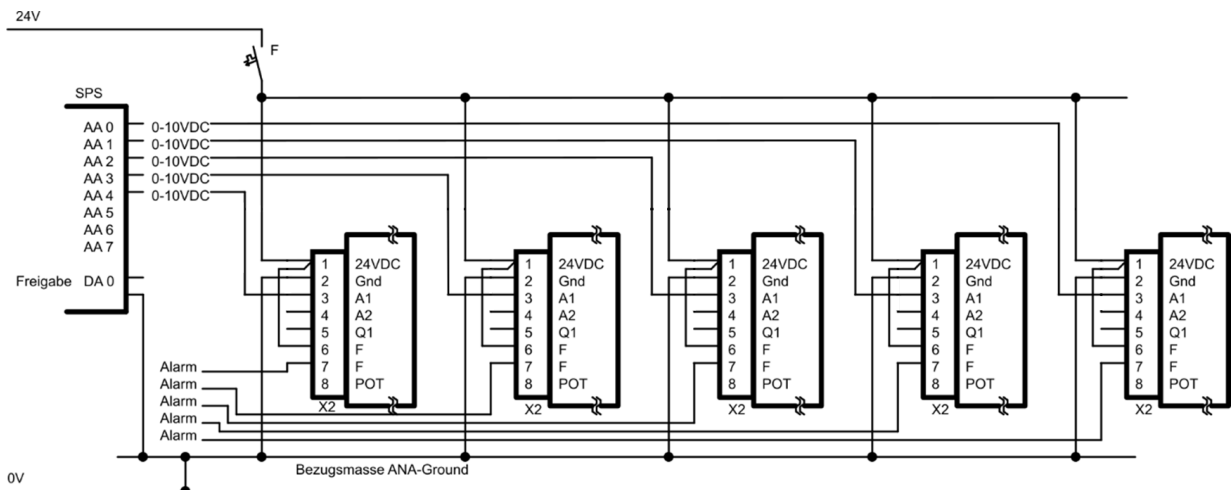 24V
F
SPS
AA 0 0-10VDC
AA 1 0-10VDC
AA 2 0-10VDC
AA 3 0-10VDC
AA 4 0-10VDC
AA 5
AA 6
AA 7
Freigabe DA 0
1 24VDC
2 Gnd
3 A1
4 A2
5 Q1
6 F
7 F
8 POT
X2
1 24VDC
2 Gnd
3 A1
4 A2
5 Q1
6 F
7 F
8 POT
X2
1 24VDC
2 Gnd
3 A1
4 A2
5 Q1
6 F
7 F
8 POT
X2
1 24VDC
2 Gnd
3 A1
4 A2
5 Q1
6 F
7 F
8 POT
X2
1 24VDC
2 Gnd
3 A1
4 A2
5 Q1
6 F
7 F
8 POT
X2
Alarm
Alarm
Alarm
Alarm
Alarm
Bezugsmasse ANA-Ground
0V